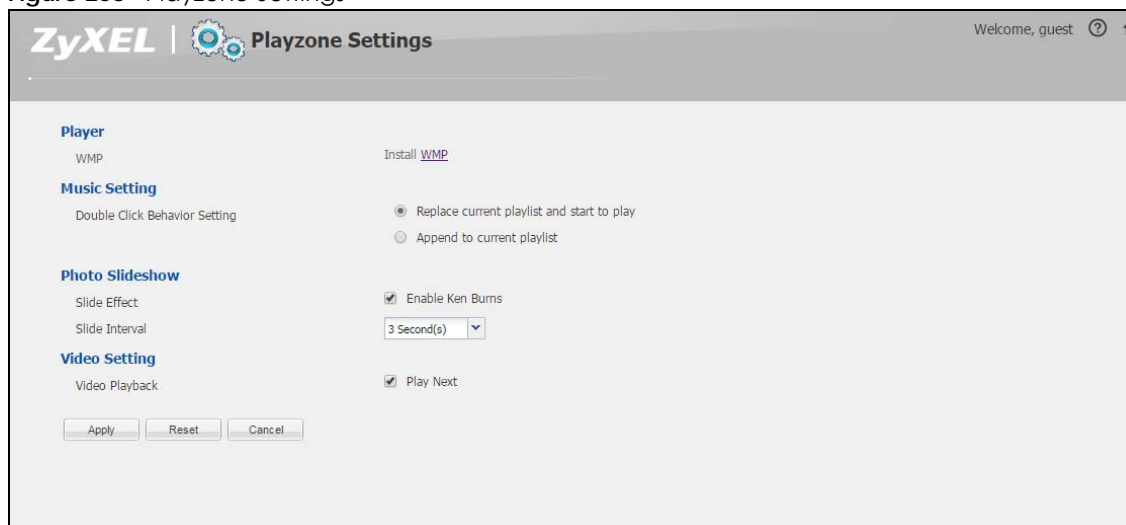 ZyXEL Playzone Settings
Welcome, guest
Player
WMP Install WMP
Music Setting
Double Click Behavior Setting Replace current playlist and start to play
Append to current playlist
Photo Slideshow
Slide Effect Enable Ken Burns
Slide Interval 3 Second(s)
Video Setting
Video Playback Play Next
Apply Reset Cancel